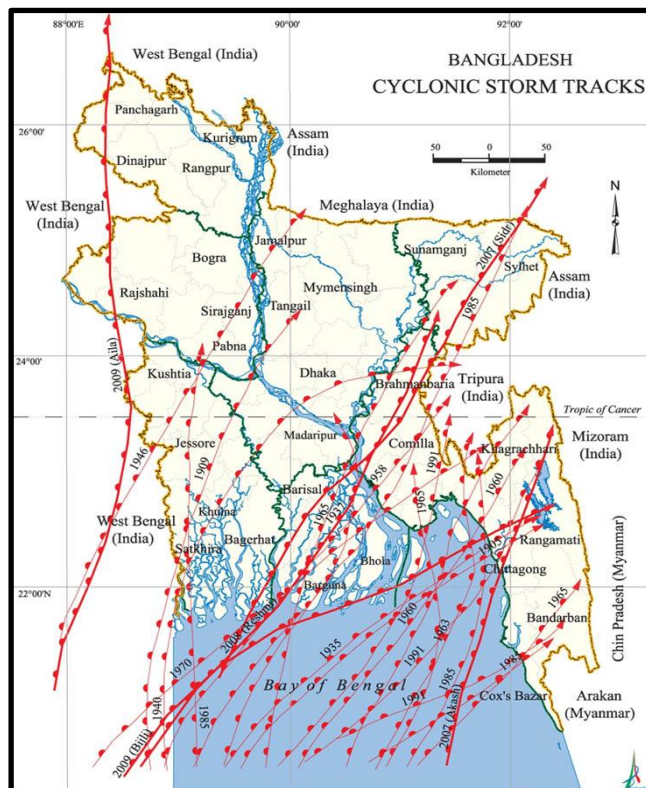 88°00'E
90°00'
92°00'
West Bengal (India)
BANGLADESH
CYCLONIC STORM TRACKS
Panchagarh
26°00'
Kurigram
Assam
(India)
Dinajpur
Rangpur
50
0
50
Kilometer
N
West Bengal
(India)
Meghalaya (India)
Jamalpur
Sunamganj
2007 (Sidr)
Bogra
Sylhet
Assam
(India)
Mymensingh
Rajshahi
Sirajganj
Tangail
1985
Pabna
24°00'
2009 (Aila)
Kushtia
Dhaka
Brahmanbaria
Tripura
(India)
Tropic of Cancer
Madaripur
Comilla
Mizoram
(India)
Jessore
1946
1909
1958
1991
Khagrachhari
Barisal
1960
West Bengal
(India)
Khulna
1965
Rangamati
Satkhira
Bagerhat
Bhola
Chittagong
Barguna
22°00'
1960
1965
Bandarban
Chin Pradesh (Myanmar)
2008 (Reshmi)
1963
1935
1970
1991
Bay of Bengal
1985
1991
Cox's Bazar
Arakan
(Myanmar)
1940
1985
2007 (Akash)
2009 (Bijli)